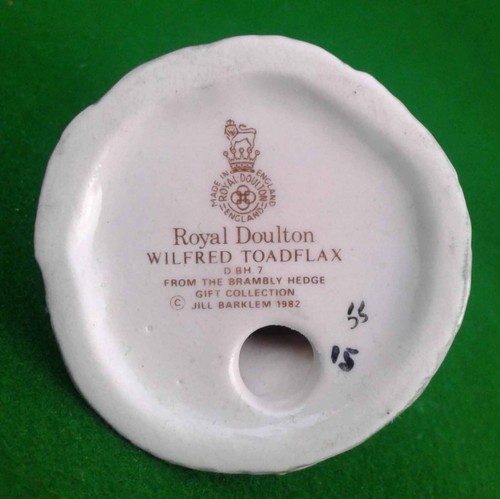 MADE IN ENGLAND
ROYAL DOULTON
ENGLAND
Royal Doulton
WILFRED TOADFLAX
D BH 7
FROM THE BRAMBLY HEDGE
GIFT COLLECTION
© JILL BARKLEM 1982
15